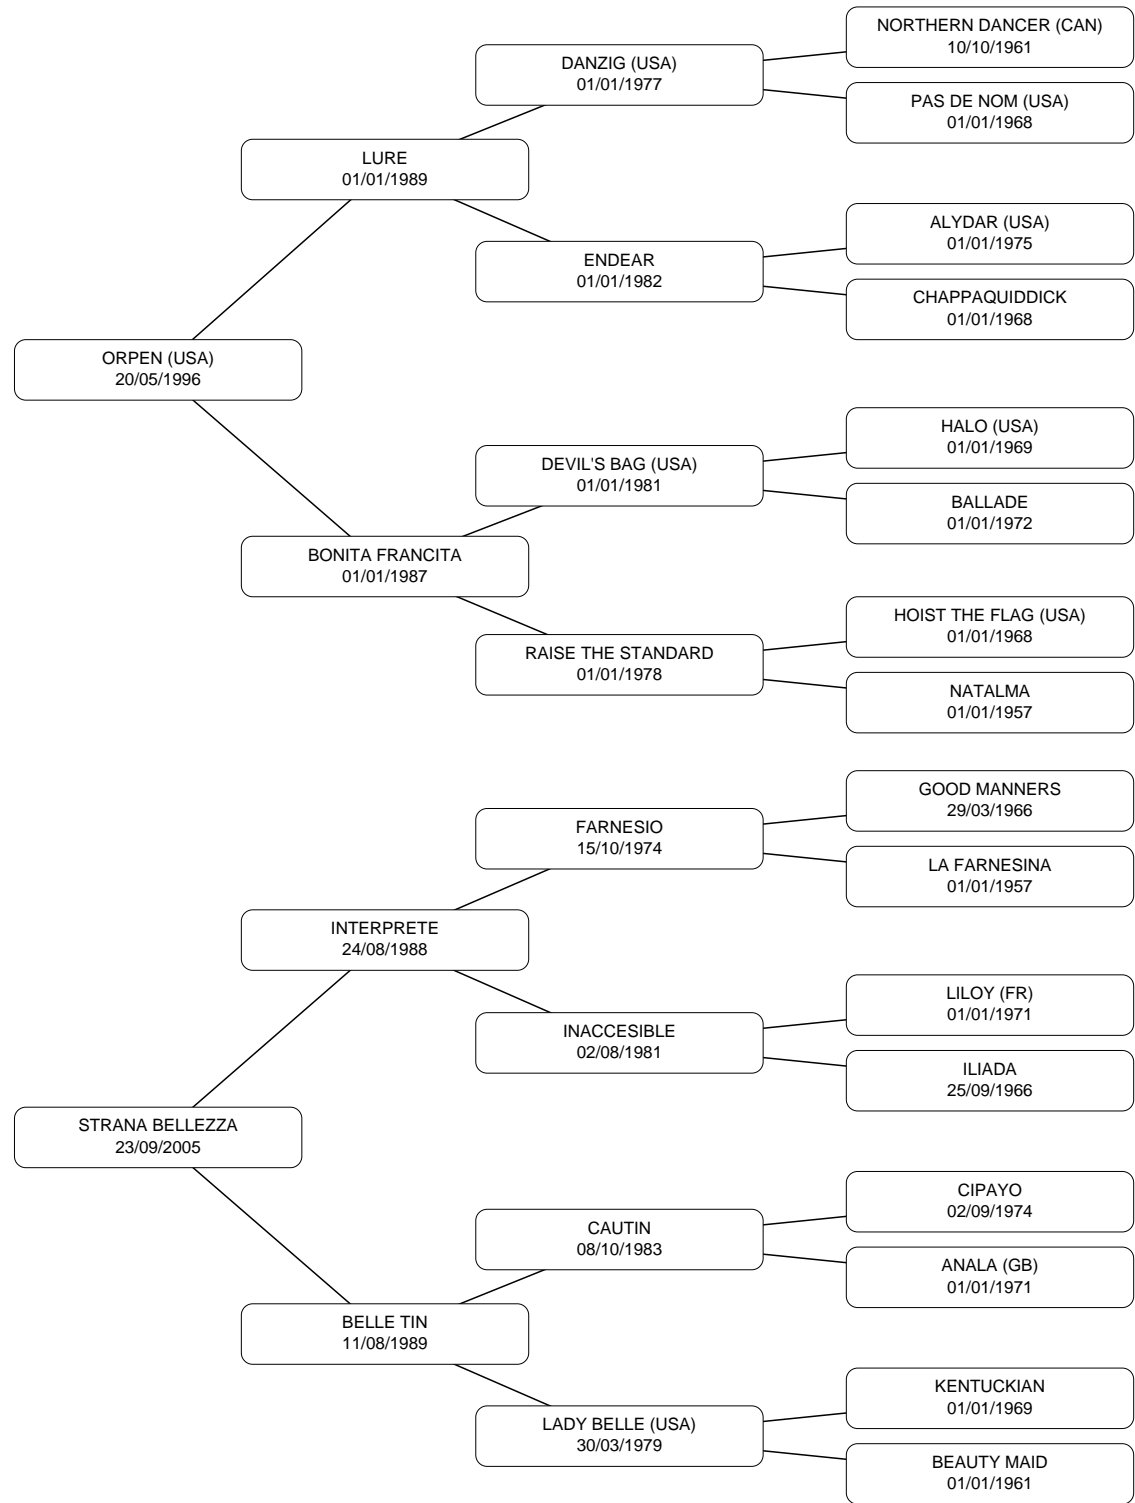 NORTHERN DANCER (CAN)
10/10/1961
DANZIG (USA)
01/01/1977
PAS DE NOM (USA)
01/01/1968
LURE
01/01/1989
ALYDAR (USA)
01/01/1975
ENDEAR
01/01/1982
CHAPPAQUIDDICK
01/01/1968
ORPEN (USA)
20/05/1996
HALO (USA)
01/01/1969
DEVIL'S BAG (USA)
01/01/1981
BALLADE
01/01/1972
BONITA FRANCITA
01/01/1987
HOIST THE FLAG (USA)
01/01/1968
RAISE THE STANDARD
01/01/1978
NATALMA
01/01/1957
GOOD MANNERS
29/03/1966
FARNESIO
15/10/1974
LA FARNESINA
01/01/1957
INTERPRETE
24/08/1988
LILOY (FR)
01/01/1971
INACCESIBLE
02/08/1981
ILIADA
25/09/1966
STRANA BELLEZZA
23/09/2005
CIPAYO
02/09/1974
CAUTIN
08/10/1983
ANALA (GB)
01/01/1971
BELLE TIN
11/08/1989
KENTUCKIAN
01/01/1969
LADY BELLE (USA)
30/03/1979
BEAUTY MAID
01/01/1961